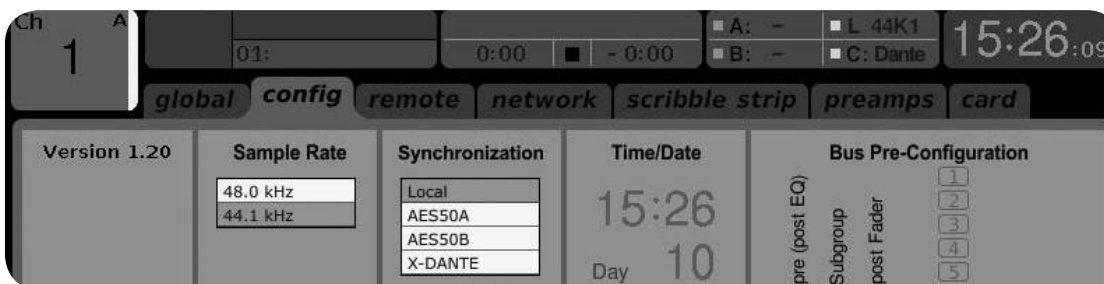 Ch A
1
01:
0:00 - 0:00
A: -
B: -
L 44K1
C: Dante
15:26:09
global config remote network scribble strip preamps card
Version 1.20
Sample Rate
48.0 kHz
44.1 kHz
Synchronization
Local
AES50A
AES50B
X-DANTE
Time/Date
15:26
Day 10
Bus Pre-Configuration
pre (post EQ)
Subgroup
post Fader
1
2
3
4
5